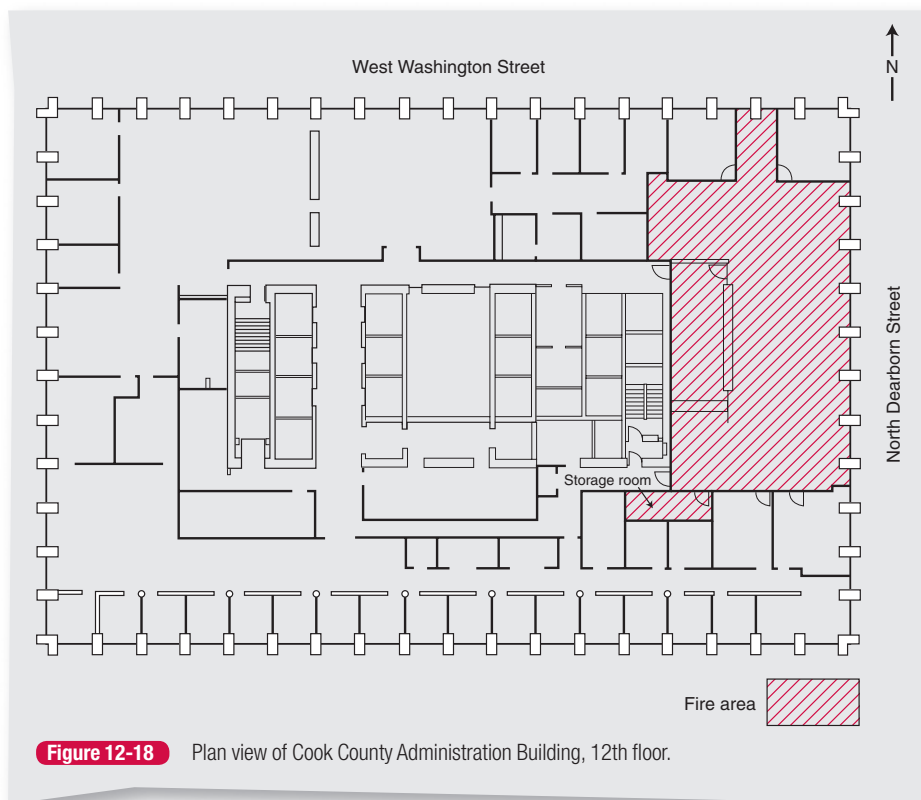 West Washington Street
N
North Dearborn Street
Storage room
Fire area
Figure 12-18 Plan view of Cook County Administration Building, 12th floor.